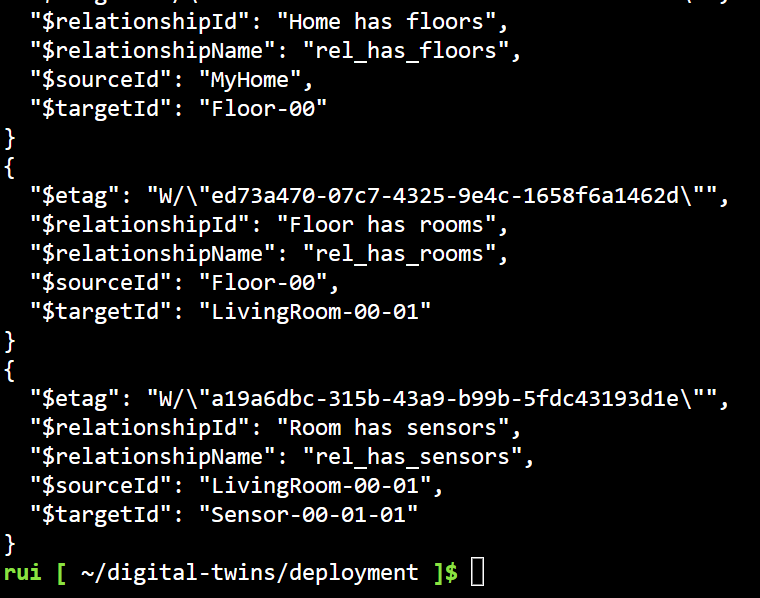 "$relationshipId": "Home has floors",
"$relationshipName": "rel_has_floors",
"$sourceId": "MyHome",
"$targetId": "Floor-00"
}
{
"$etag": "W/\"ed73a470-07c7-4325-9e4c-1658f6a1462d\"",
"$relationshipId": "Floor has rooms",
"$relationshipName": "rel_has_rooms",
"$sourceId": "Floor-00",
"$targetId": "LivingRoom-00-01"
}
{
"$etag": "W/\"a19a6dbc-315b-43a9-b99b-5fdc43193d1e\"",
"$relationshipId": "Room has sensors",
"$relationshipName": "rel_has_sensors",
"$sourceId": "LivingRoom-00-01",
"$targetId": "Sensor-00-01-01"
}
rui [ ~/digital-twins/deployment ]$